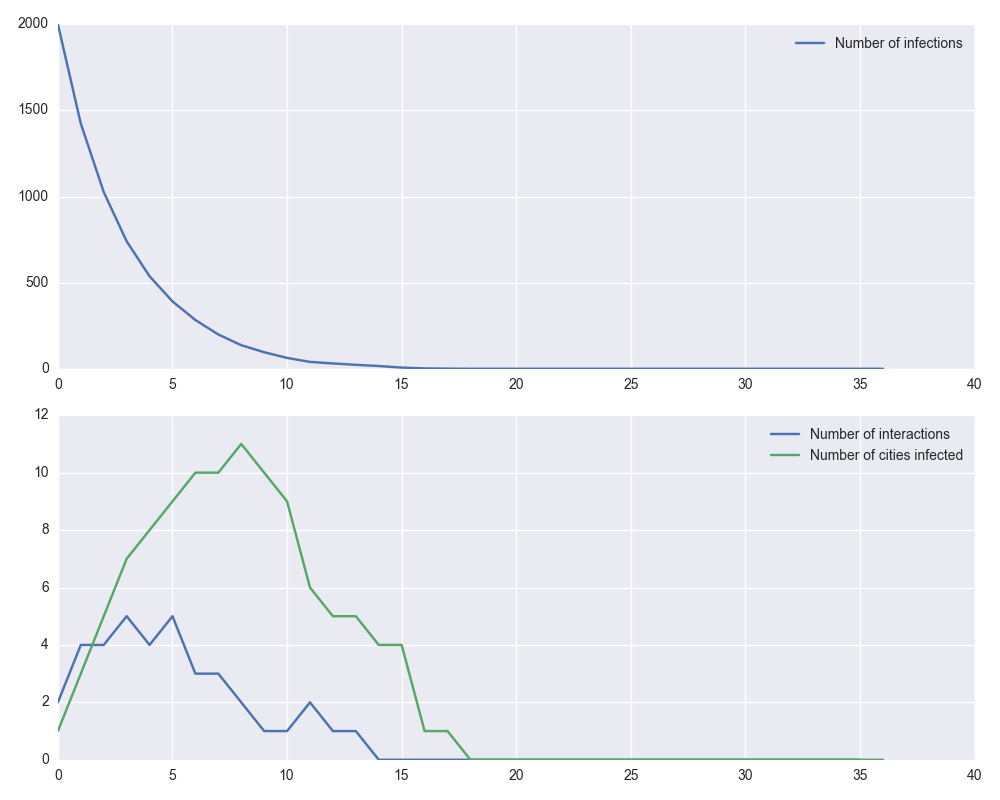 2000
Number of infections
1500
1000
500
0
0 5 10 15 20 25 30 35 40
12
Number of interactions
Number of cities infected
10
8
6
4
2
0
0 5 10 15 20 25 30 35 40